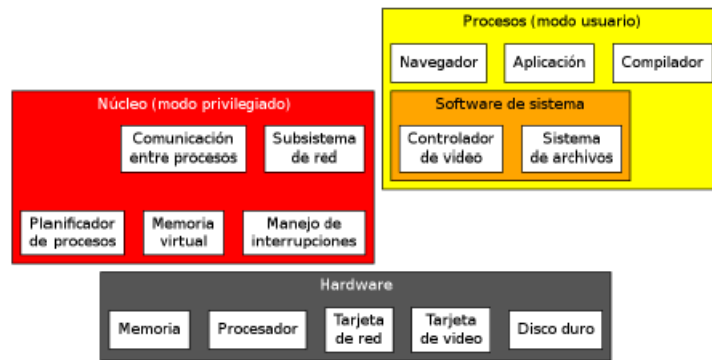 Procesos (modo usuario)
Navegador
Aplicación
Compilador
Software de sistema
Controlador
de video
Sistema
de archivos
Núcleo (modo privilegiado)
Comunicación
entre procesos
Subsistema
de red
Planificador
de procesos
Memoria
virtual
Manejo de
interrupciones
Hardware
Memoria
Procesador
Tarjeta
de red
Tarjeta
de video
Disco duro